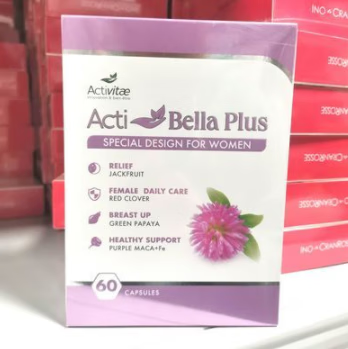 Activitæ
Acti Bella Plus
SPECIAL DESIGN FOR WOMEN
RELIEF
JACKFRUIT
FEMALE DAILY CARE
RED CLOVER
BREAST UP
GREEN PAPAYA
HEALTHY SUPPORT
PURPLE MACA+Fe
60 CAPSULES